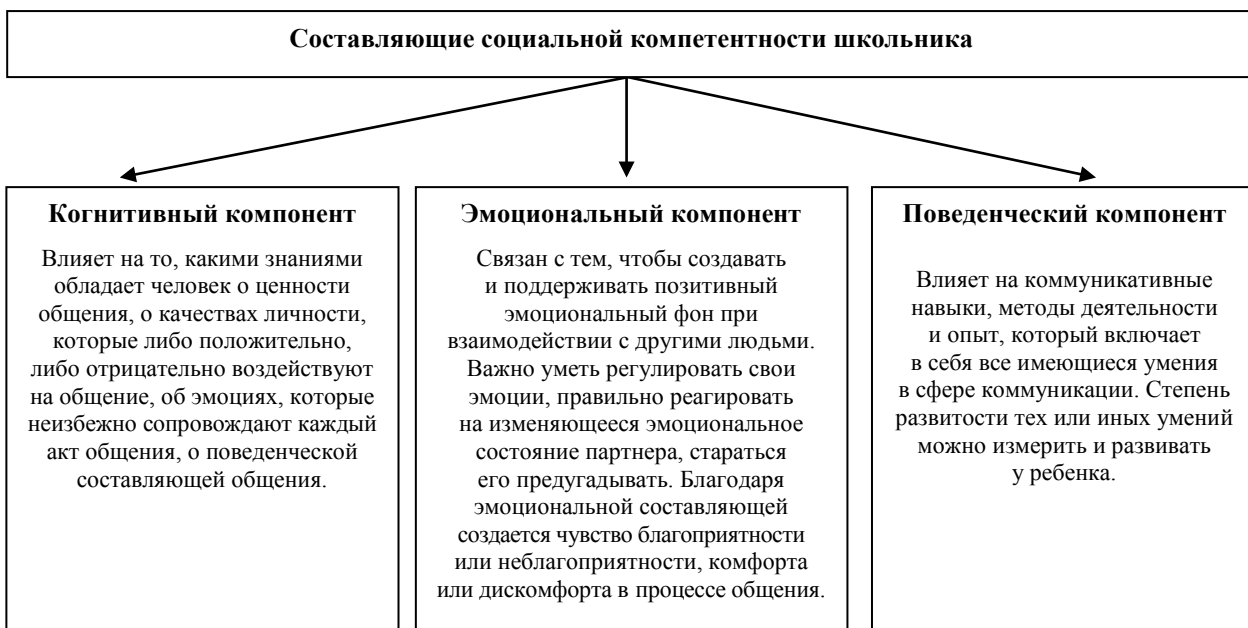 Составляющие социальной компетентности школьника
Когнитивный компонент
Влияет на то, какими знаниями
обладает человек о ценности
общения, о качествах личности,
которые либо положительно,
либо отрицательно воздействуют
на общение, об эмоциях, которые
неизбежно сопровождают каждый
акт общения, о поведенческой
составляющей общения.
Эмоциональный компонент
Связан с тем, чтобы создавать
и поддерживать позитивный
эмоциональный фон при
взаимодействии с другими людьми.
Важно уметь регулировать свои
эмоции, правильно реагировать
на изменяющееся эмоциональное
состояние партнера, стараться
его предугадывать. Благодаря
эмоциональной составляющей
создается чувство благоприятности
или неблагоприятности, комфорта
или дискомфорта в процессе общения.
Поведенческий компонент
Влияет на коммуникативные
навыки, методы деятельности
и опыт, который включает
в себя все имеющиеся умения
в сфере коммуникации. Степень
развитости тех или иных умений
можно измерить и развивать
у ребенка.